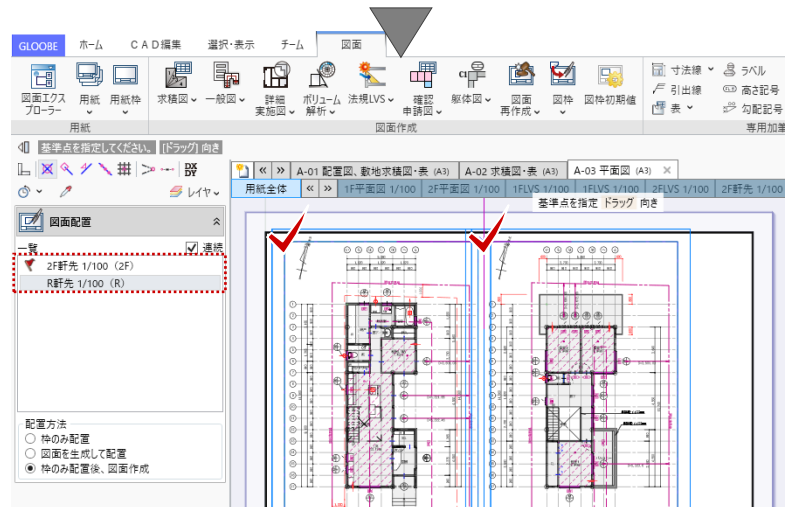 GLOOBE ホーム CAD編集 選択・表示 チーム 図面
図面エクスプローラー 用紙 用紙枠 求積図 一般図 詳細実施図 ボリューム解析 法規LVS 確認申請図 躯体図 図面再作成 図枠 図枠初期値
寸法線 ラベル
引出線 高さ記号
表 勾配記号
用紙 図面作成 専用加筆
基準点を指定してください。 [ドラッグ] 向き
DX
DY
レイヤ
A-01 配置図、敷地求積図・表 (A3) A-02 求積図・表 (A3) A-03 平面図 (A3)
用紙全体 1F平面図 1/100 2F平面図 1/100 1FLVS 1/100 1FLVS 1/100 2FLVS 1/100 2F軒先 1/100
基準点を指定 ドラッグ 向き
図面配置
一覧 連続
2F軒先 1/100（2F）
R軒先 1/100（R）
配置方法
枠のみ配置
図面を生成して配置
枠のみ配置後、図面作成